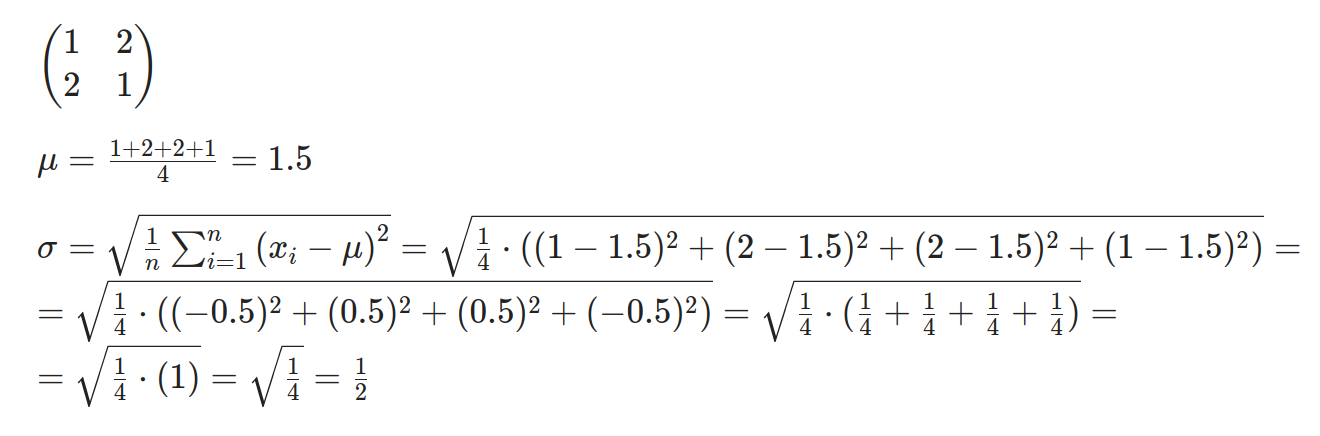 (1 2
2 1)
μ = (1+2+2+1)/4 = 1.5
σ = √(1/n ∑ⁿᵢ₌₁ (xᵢ − μ)²) = √(1/4 · ((1 − 1.5)² + (2 − 1.5)² + (2 − 1.5)² + (1 − 1.5)²)) =
= √(1/4 · ((−0.5)² + (0.5)² + (0.5)² + (−0.5)²)) = √(1/4 · (1/4 + 1/4 + 1/4 + 1/4)) =
= √(1/4 · (1)) = √(1/4) = 1/2